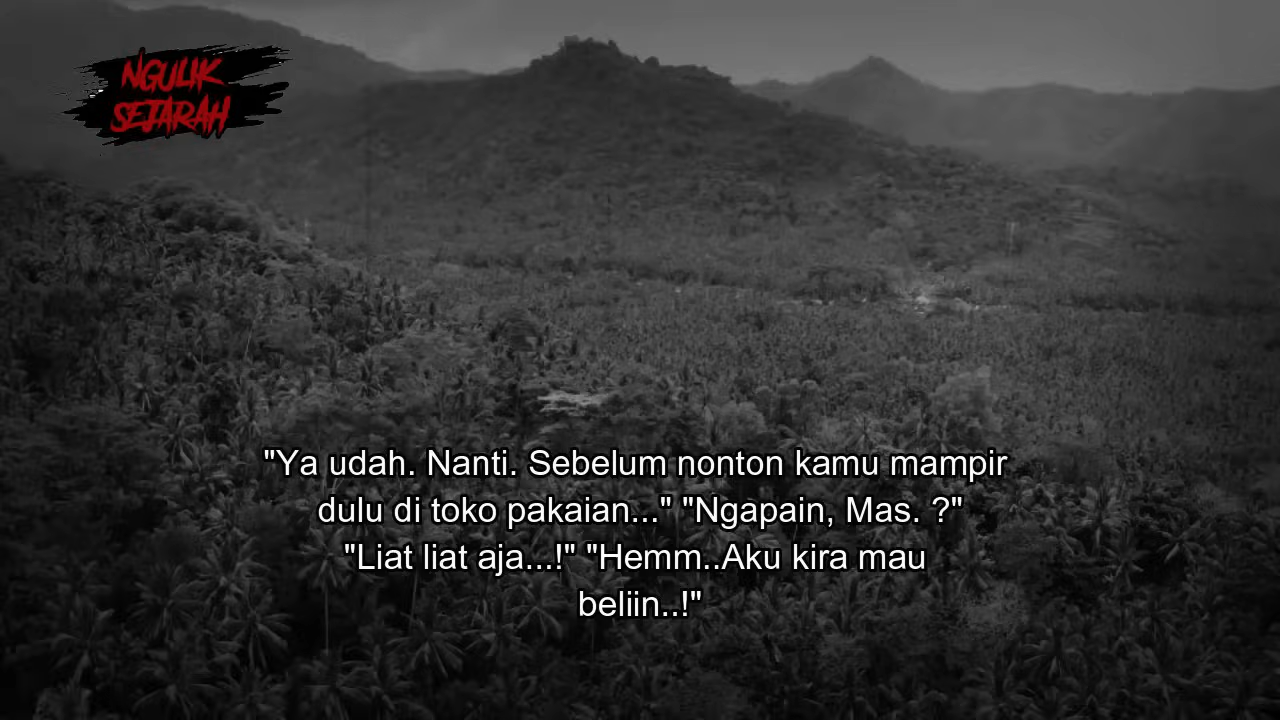 NGULIK
SEJARAH
"Ya udah. Nanti. Sebelum nonton kamu mampir
dulu di toko pakaian..." "Ngapain, Mas. ?"
"Liat liat aja...!" "Hemm..Aku kira mau
beliin..!"